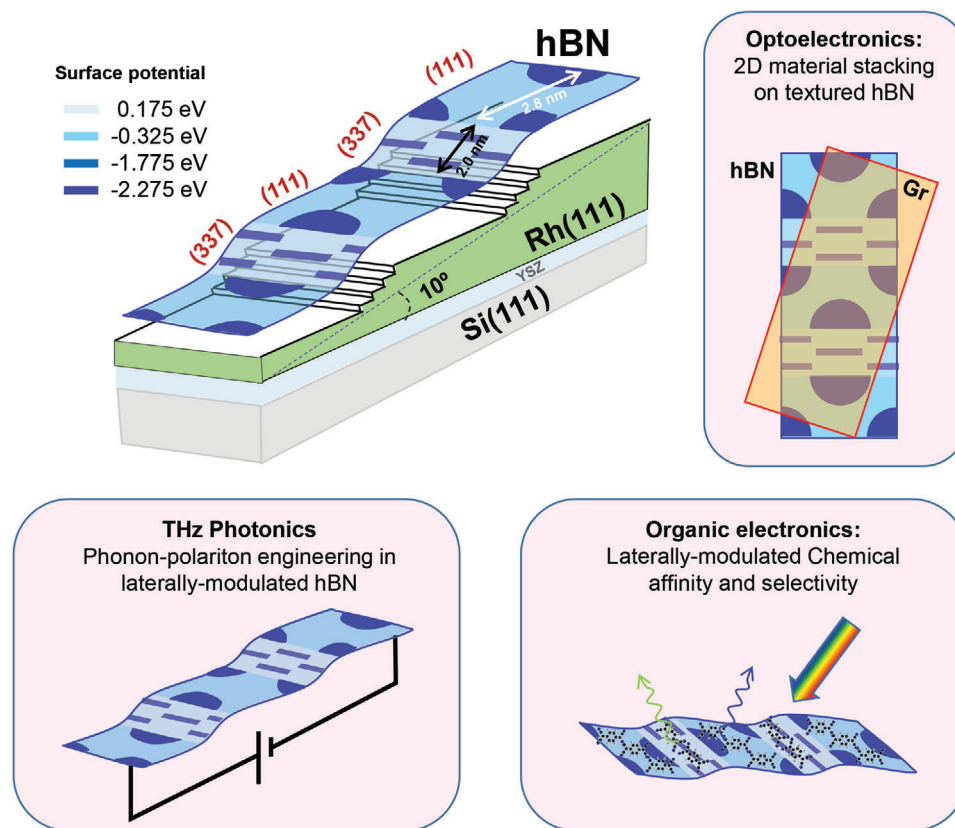 hBN
Surface potential
0.175 eV
-0.325 eV
-1.775 eV
-2.275 eV
(111)
(337)
(111)
(337)
2.8 nm
2.0 nm
10º
Rh(111)
YSZ
Si(111)
Optoelectronics:
2D material stacking
on textured hBN
hBN
Gr
THz Photonics
Phonon-polariton engineering in
laterally-modulated hBN
Organic electronics:
Laterally-modulated Chemical
affinity and selectivity